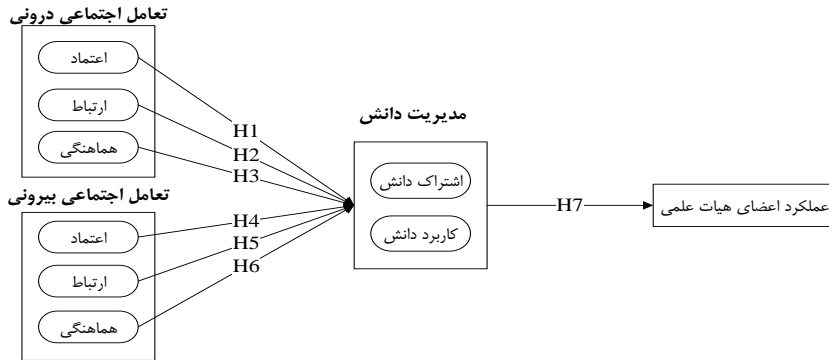 تعامل اجتماعی درونی
اعتماد
ارتباط
هماهنگی
تعامل اجتماعی بیرونی
اعتماد
ارتباط
هماهنگی
H1
H2
H3
H4
H5
H6
مدیریت دانش
اشتراک دانش
کاربرد دانش
H7
عملکرد اعضای هیات علمی